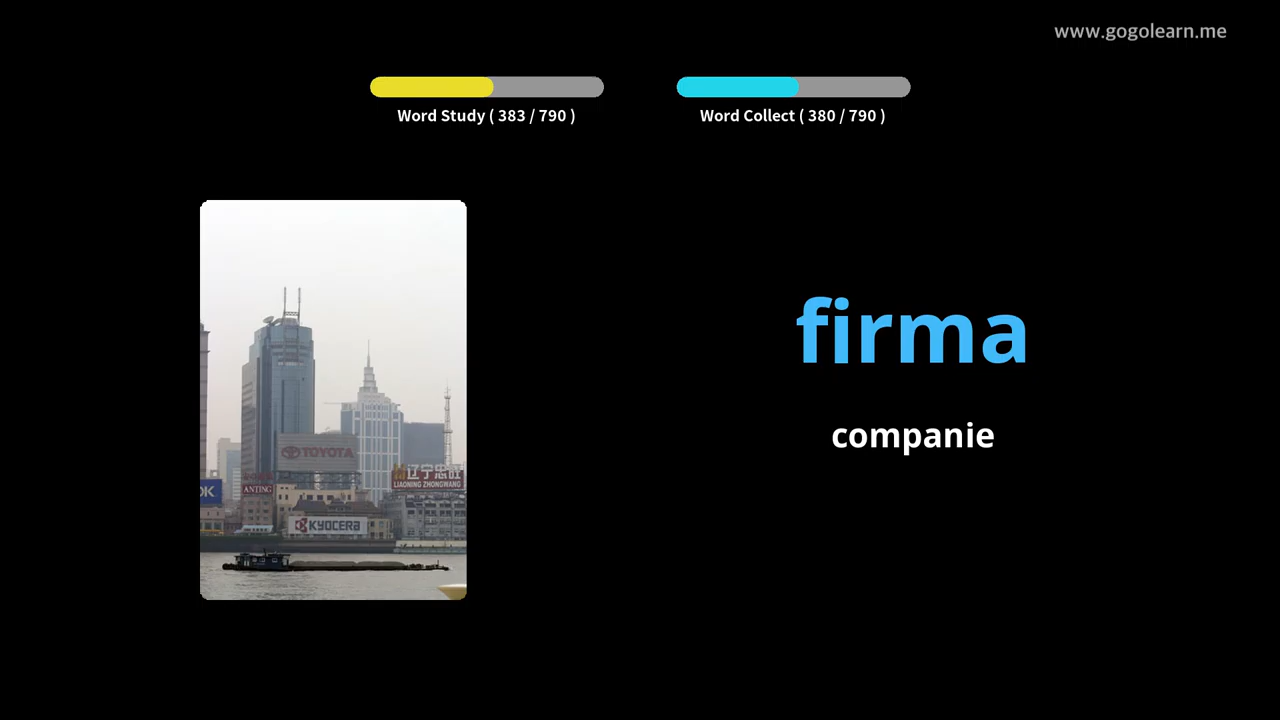 www.gogolearn.me
Word Study ( 383 / 790 )
Word Collect ( 380 / 790 )
firma
companie
TOYOTA
辽宁忠旺
LIAONING ZHONGWANG
OK
ANTING
KYOCERA